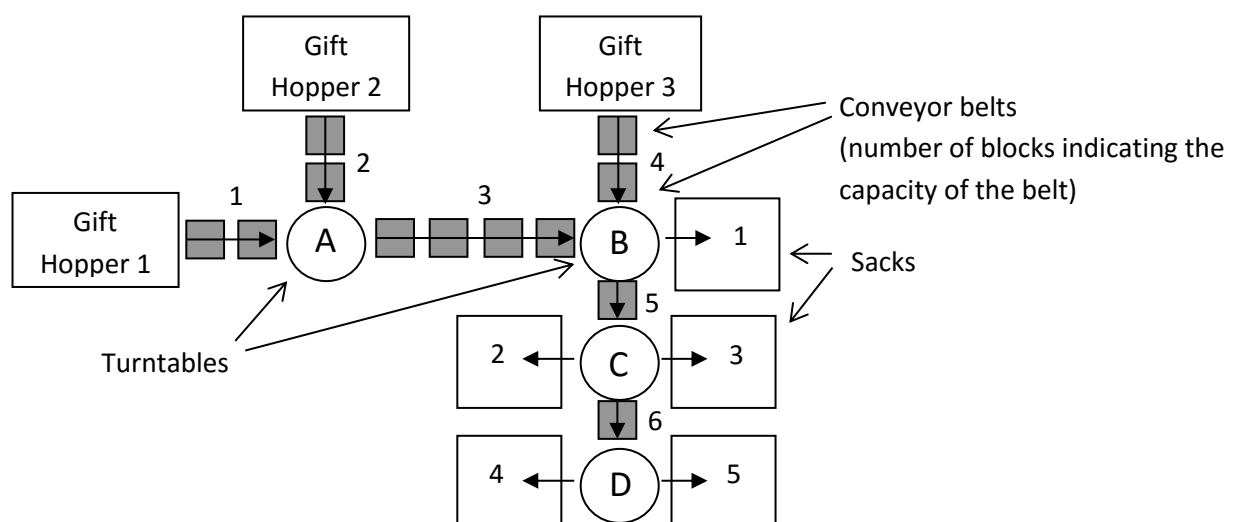 Gift
Hopper 2
Gift
Hopper 3
Conveyor belts
(number of blocks indicating the
capacity of the belt)
2
4
1
3
Gift
Hopper 1
A
B
1
Sacks
5
Turntables
2
C
3
6
4
D
5